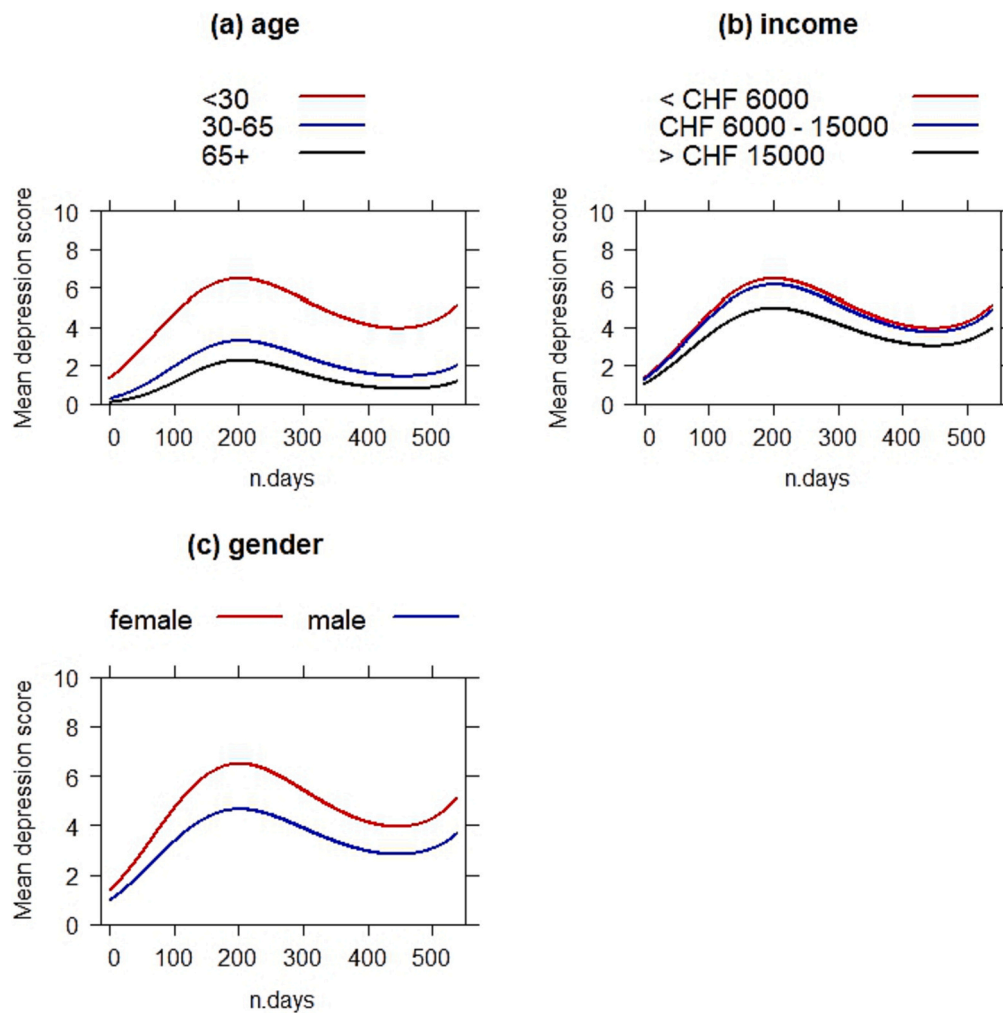 (a) age
<30
30-65
65+
Mean depression score
10
8
6
4
2
0
0 100 200 300 400 500
n.days
(b) income
< CHF 6000
CHF 6000 - 15000
> CHF 15000
Mean depression score
10
8
6
4
2
0
0 100 200 300 400 500
n.days
(c) gender
female male
Mean depression score
10
8
6
4
2
0
0 100 200 300 400 500
n.days